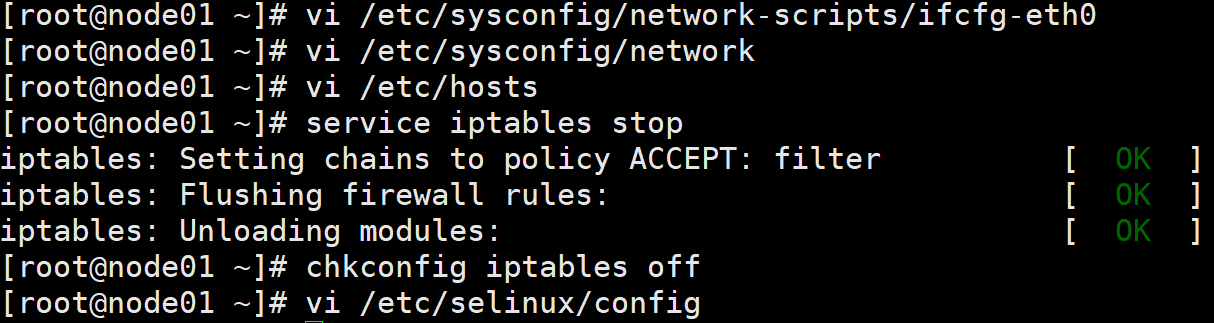 [root@node01 ~]# vi /etc/sysconfig/network-scripts/ifcfg-eth0
[root@node01 ~]# vi /etc/sysconfig/network
[root@node01 ~]# vi /etc/hosts
[root@node01 ~]# service iptables stop
iptables: Setting chains to policy ACCEPT: filter          [  OK  ]
iptables: Flushing firewall rules:                         [  OK  ]
iptables: Unloading modules:                               [  OK  ]
[root@node01 ~]# chkconfig iptables off
[root@node01 ~]# vi /etc/selinux/config